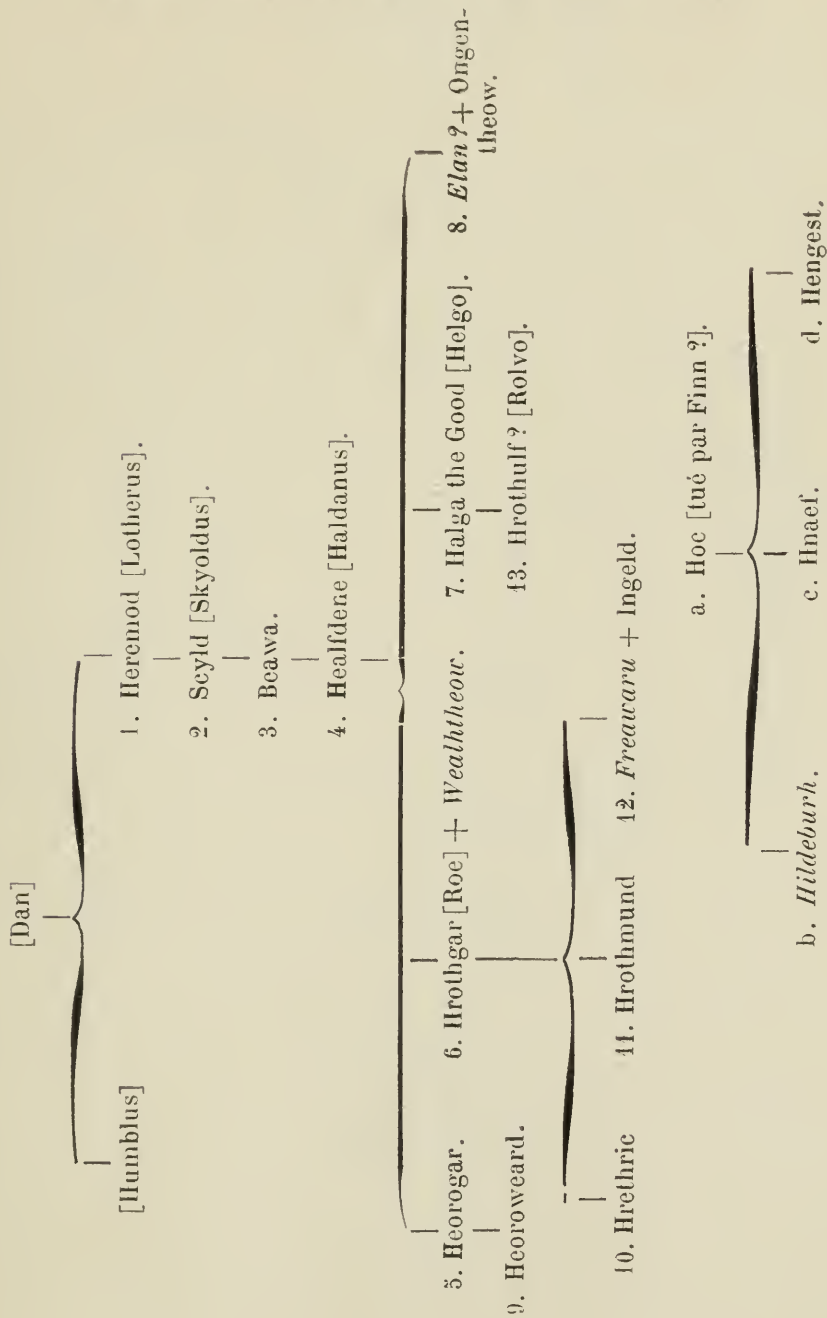 [Dan]
[Humblus]
1. Heremod [Lotherus].
2. Scyld [Skyoldus].
3. Beawa.
4. Healfdene [Haldanus].
5. Heorogar.
6. Hrothgar [Roe] + Wealhtheow.
7. Halga the Good [Helgo].
8. Elan ? + Ongen-
theow.
9. Heoroweard.
13. Hrothulf ? [Rolvo].
10. Hrethric
11. Hrothmund
12. Freawaru + Ingeld.
a. Hoc [tué par Finn ?].
b. Hildeburh.
c. Hnaef.
d. Hengest.